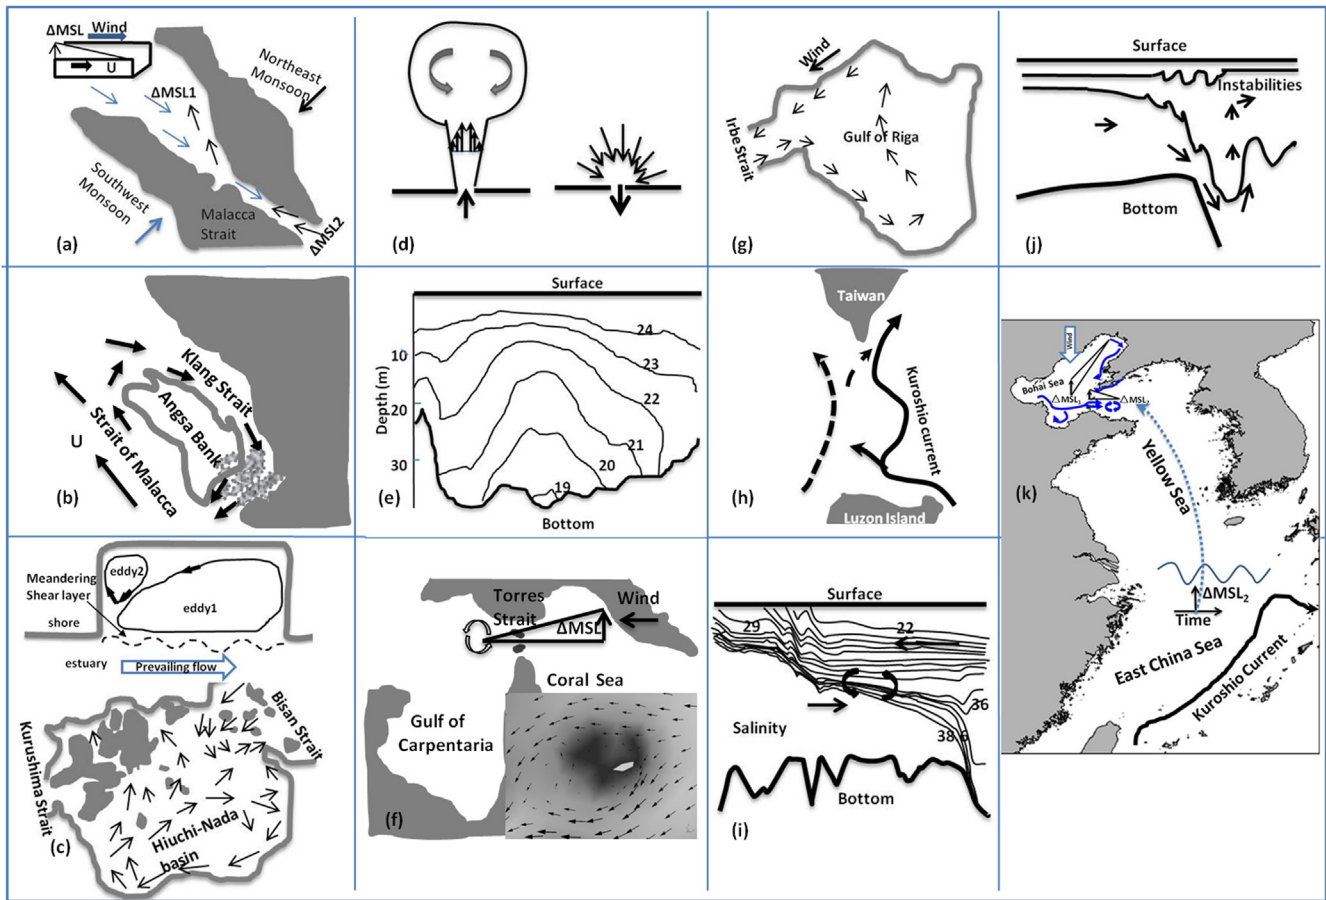 ΔMSL Wind
U
ΔMSL1
Northeast
Monsoon
Southwest
Monsoon
Malacca
Strait
ΔMSL2
(a)
(d)
Wind
Irbe Strait
Gulf of Riga
(g)
Surface
Instabilities
Bottom
(j)
Klang Strait
Angsa Bank
Strait of Malacca
U
(b)
Surface
Depth (m)
10
20
30
24
23
22
21
20
19
(e)
Bottom
Taiwan
Kuroshio current
(h)
Luzon Island
Wind
Bohai Sea
△MSL₁
△MSL₂
Yellow Sea
(k)
ΔMSL₂
Time
East China Sea
Kuroshio Current
eddy2
eddy1
Meandering
Shear layer
shore
estuary
Prevailing flow
Bisan Strait
Kurushima Strait
Hiuchi-Nada
basin
(c)
Torres
Strait
Wind
ΔMSL
Coral Sea
Gulf of
Carpentaria
(f)
Surface
29
22
36
Salinity
38.6
Bottom
(i)